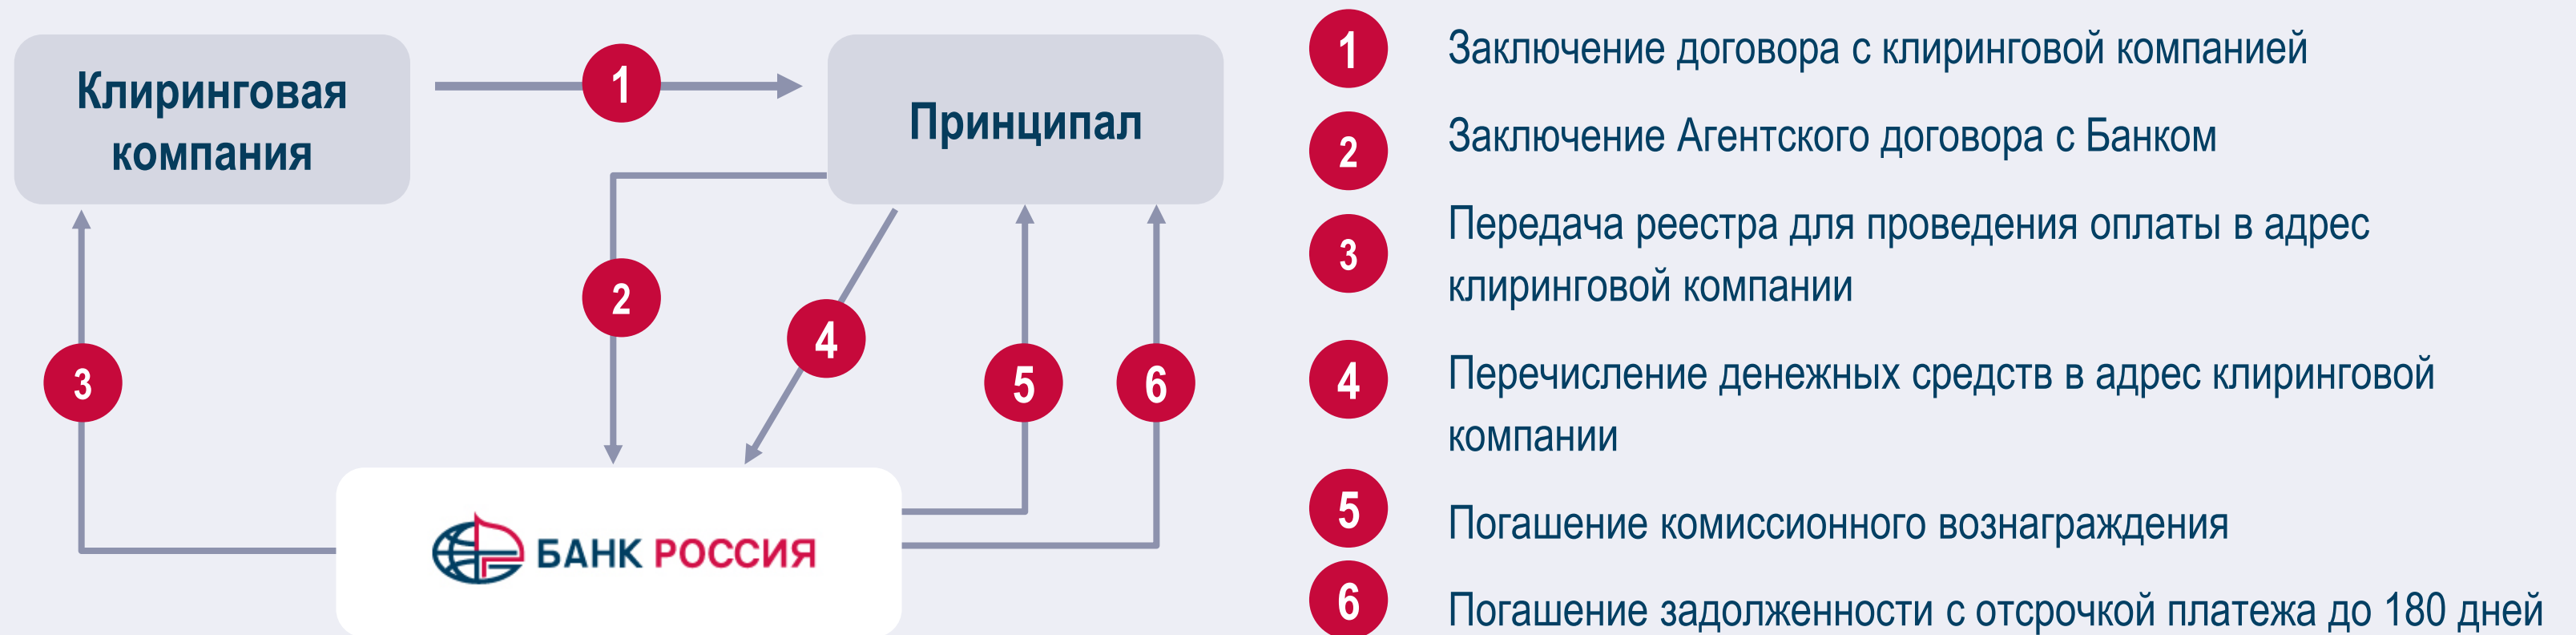 Клиринговая
компания
1
Принципал
2
4
3
5
6
БАНК РОССИЯ
1 Заключение договора с клиринговой компанией
2 Заключение Агентского договора с Банком
3 Передача реестра для проведения оплаты в адрес
клиринговой компании
4 Перечисление денежных средств в адрес клиринговой
компании
5 Погашение комиссионного вознаграждения
6 Погашение задолженности с отсрочкой платежа до 180 дней